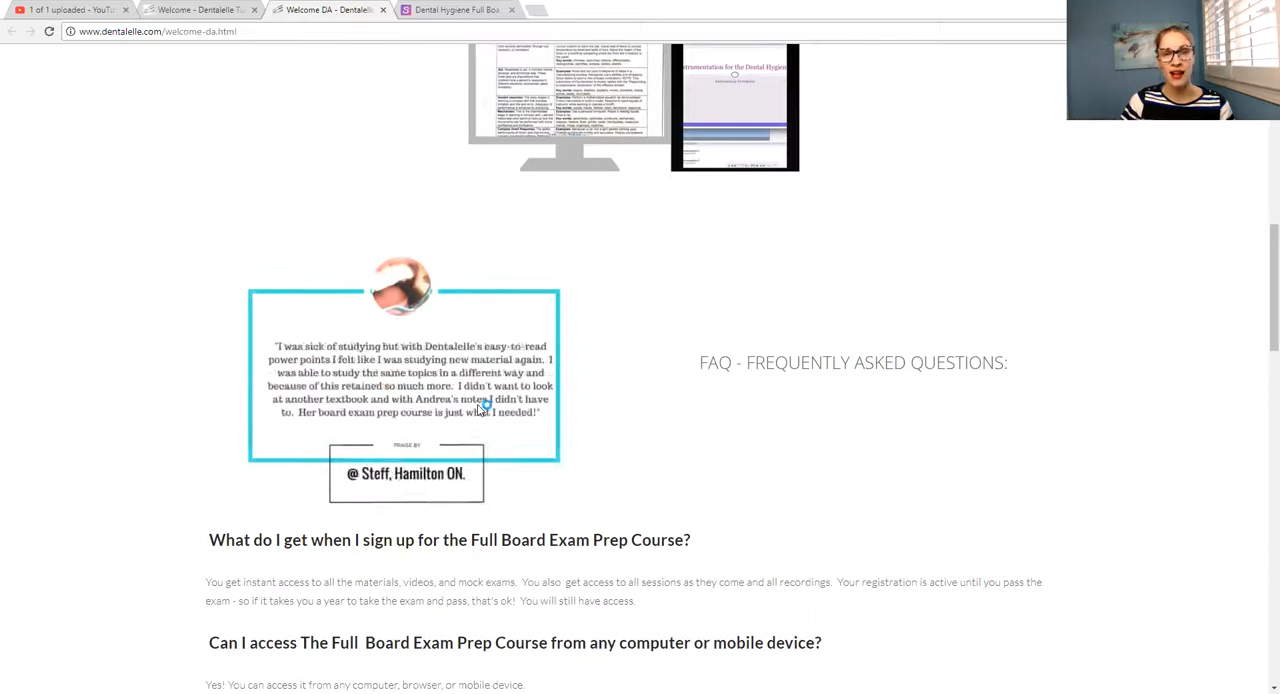 1 of 1 uploaded - YouTu
Welcome - Dentalelle Tu
Welcome DA - Dentalelle
Dental Hygiene Full Boa
www.dentalelle.com/welcome-da.html
strumentation for the Dental Hygien
"I was sick of studying but with Dentalelle's easy-to read
power points I felt like I was studying new material again. I
was able to study the same topics in a different way and
because of this retained so much more. I didn't want to look
at another textbook and with Andrea's notes I didn't have
to. Her board exam prep course is just what I needed!"
PRAISE BY
@ Steff, Hamilton ON.
FAQ - FREQUENTLY ASKED QUESTIONS:
What do I get when I sign up for the Full Board Exam Prep Course?
You get instant access to all the materials, videos, and mock exams. You also get access to all sessions as they come and all recordings. Your registration is active until you pass the
exam - so if it takes you a year to take the exam and pass, that's ok! You will still have access.
Can I access The Full Board Exam Prep Course from any computer or mobile device?
Yes! You can access it from any computer, browser, or mobile device.